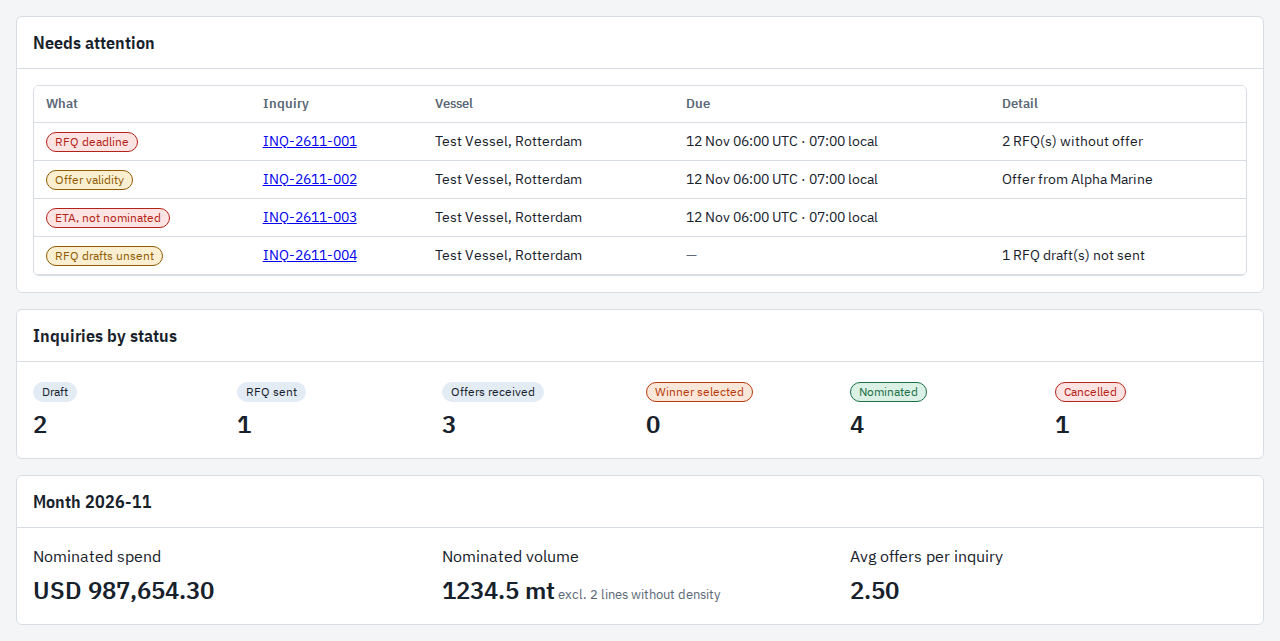 Needs attention
What Inquiry Vessel Due Detail
RFQ deadline INQ-2611-001 Test Vessel, Rotterdam 12 Nov 06:00 UTC · 07:00 local 2 RFQ(s) without offer
Offer validity INQ-2611-002 Test Vessel, Rotterdam 12 Nov 06:00 UTC · 07:00 local Offer from Alpha Marine
ETA, not nominated INQ-2611-003 Test Vessel, Rotterdam 12 Nov 06:00 UTC · 07:00 local
RFQ drafts unsent INQ-2611-004 Test Vessel, Rotterdam — 1 RFQ draft(s) not sent
Inquiries by status
Draft RFQ sent Offers received Winner selected Nominated Cancelled
2 1 3 0 4 1
Month 2026-11
Nominated spend Nominated volume Avg offers per inquiry
USD 987,654.30 1234.5 mt excl. 2 lines without density 2.50